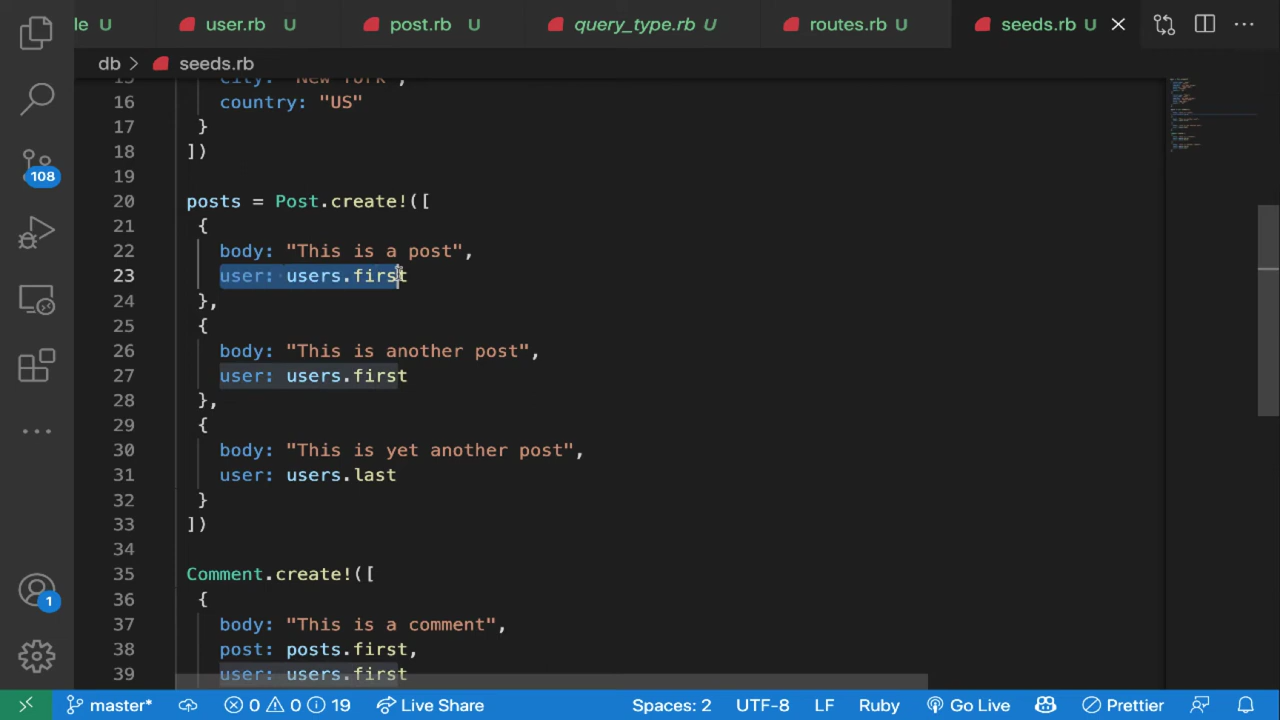 le U
user.rb U
post.rb U
query_type.rb U
routes.rb U
seeds.rb U
db > seeds.rb
15 city: "New York",
16 country: "US"
17 }
18 ])
19
20 posts = Post.create!([
21 {
22 body: "This is a post",
23 user: users.first
24 },
25 {
26 body: "This is another post",
27 user: users.first
28 },
29 {
30 body: "This is yet another post",
31 user: users.last
32 }
33 ])
34
35 Comment.create!([
36 {
37 body: "This is a comment",
38 post: posts.first,
39 user: users.first
108
1
master* 0 0 19 Live Share Spaces: 2 UTF-8 LF Ruby Go Live Prettier